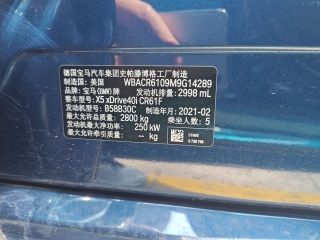 德国宝马汽车集团史帕滕博格工厂制造
制造国：美国 WBACR6109M9G14289
品牌：宝马(BMW)牌 发动机排量：2998 mL
整车型号：X5 xDrive40i CR61F
发动机型号：B58B30C 制造年月：2021-02
最大允许总质量：2800 kg 乘坐人数：5
发动机最大净功率：250 kW
最大允许牵引质量：— kg